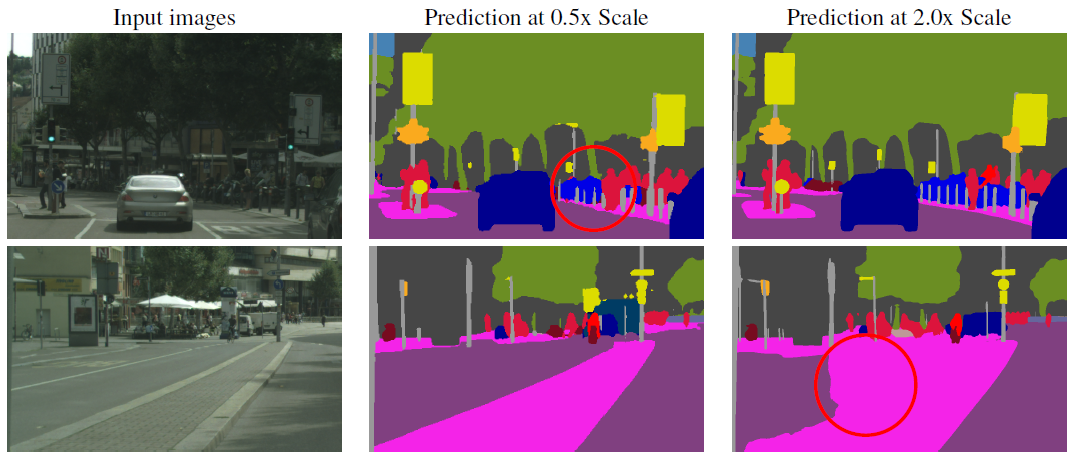 Input images
Prediction at 0.5x Scale
Prediction at 2.0x Scale